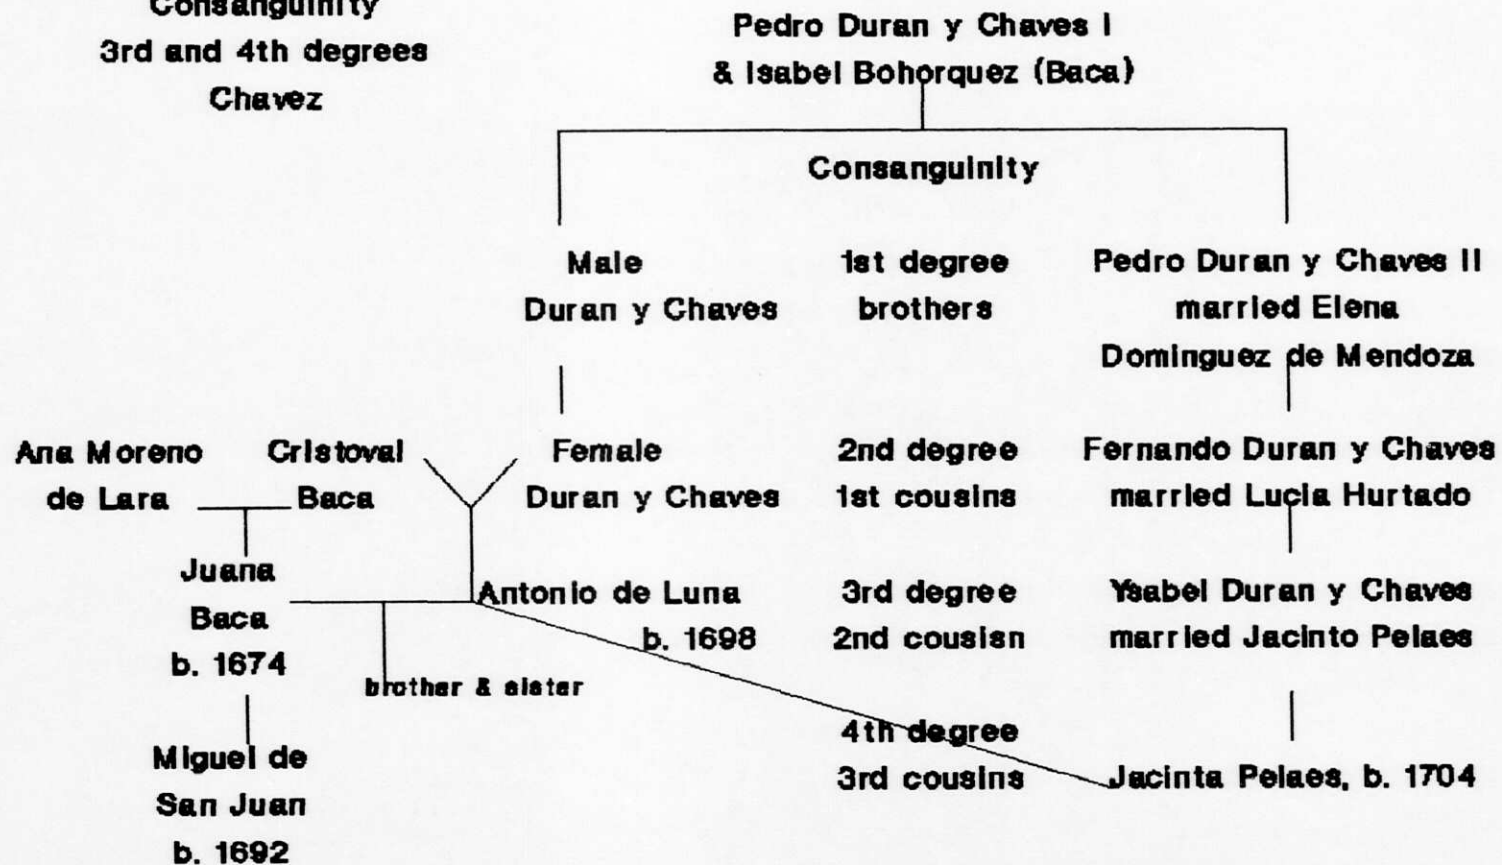 Consanguinity
3rd and 4th degrees
Chavez
Pedro Duran y Chaves I
& Isabel Bohorquez (Baca)
Consanguinity
Male
Duran y Chaves
1st degree
brothers
Pedro Duran y Chaves II
married Elena
Dominguez de Mendoza
Ana Moreno
de Lara
Cristoval
Baca
Female
Duran y Chaves
2nd degree
1st cousins
Fernando Duran y Chaves
married Lucia Hurtado
Juana
Baca
b. 1674
brother & sister
Antonio de Luna
b. 1698
3rd degree
2nd cousisn
Ysabel Duran y Chaves
married Jacinto Pelaes
Miguel de
San Juan
b. 1692
4th degree
3rd cousins
Jacinta Pelaes, b. 1704